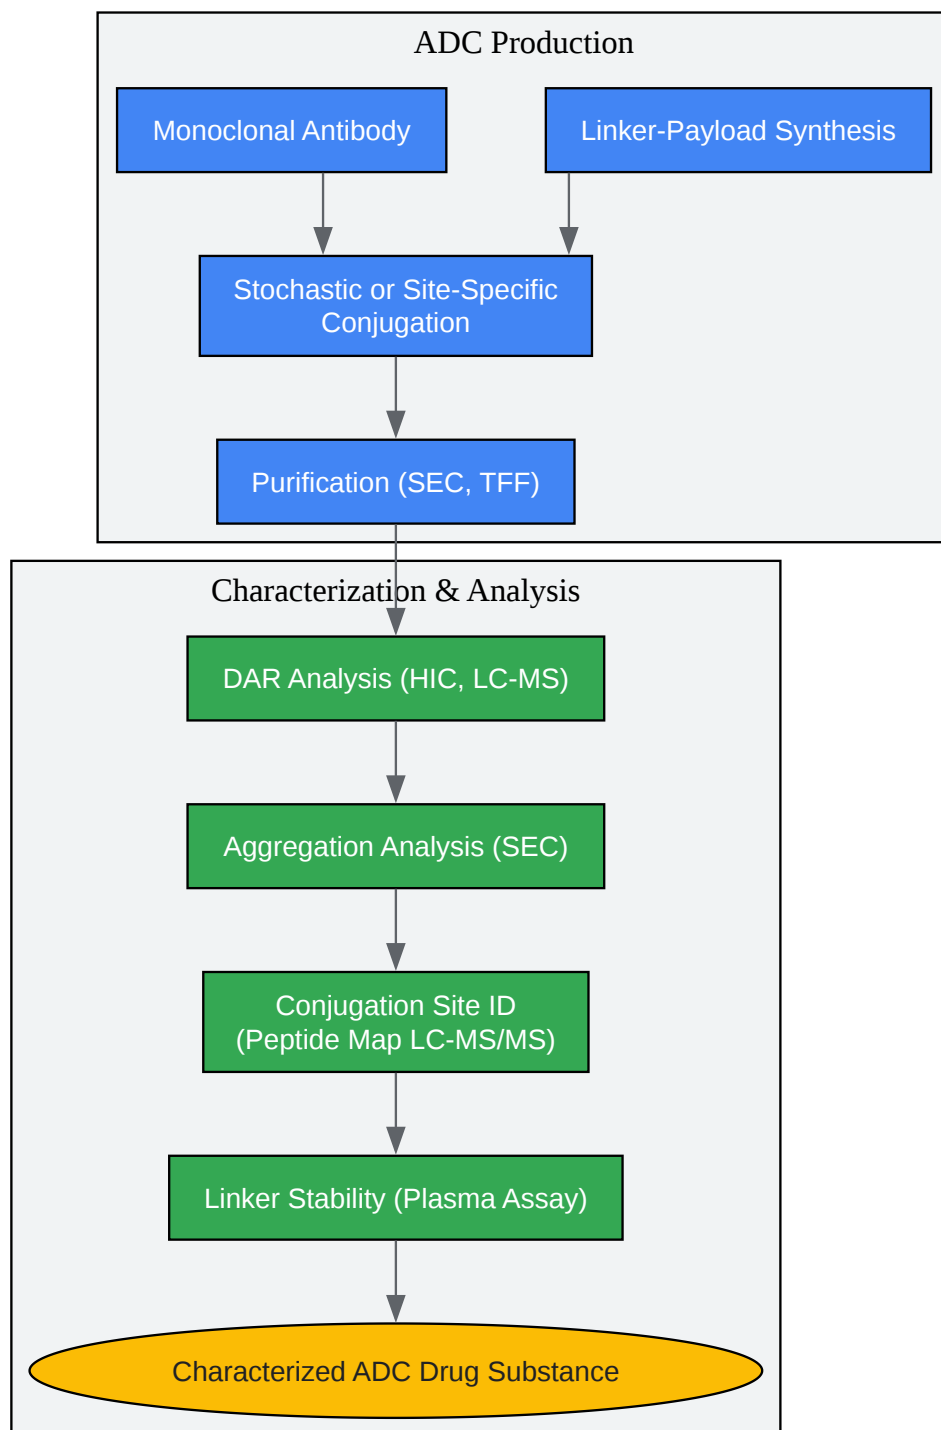 ADC Production
Monoclonal Antibody
Linker-Payload Synthesis
Stochastic or Site-Specific
Conjugation
Purification (SEC, TFF)
Characterization & Analysis
DAR Analysis (HIC, LC-MS)
Aggregation Analysis (SEC)
Conjugation Site ID
(Peptide Map LC-MS/MS)
Linker Stability (Plasma Assay)
Characterized ADC Drug Substance